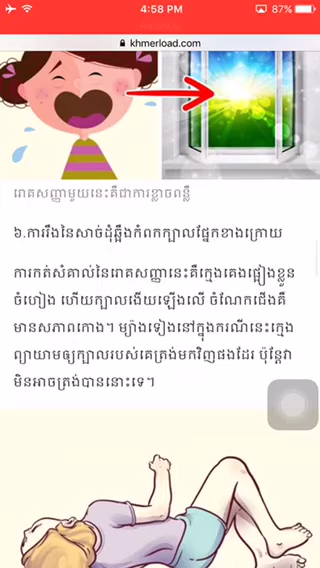 4:58 PM
87%
khmerload.com
រោគសញ្ញាមួយនេះគឺជាការខ្លាចពន្លឺ
៦.ការរឹងនៃសាច់ដុំឆ្អឹងកំពកក្បាលផ្នែកខាងក្រោយ
ការកត់សំគាល់នៃរោគសញ្ញានេះគឺក្មេងគេងផ្អៀងខ្លួន
ចំហៀង ហើយក្បាលងើយឡើងលើ ចំណែកជើងគឺ
មានសភាពកោង។ ម្យ៉ាងទៀតនៅក្នុងករណីនេះក្មេង
ព្យាយាមឲ្យក្បាលរបស់គេត្រង់មកវិញផងដែរ ប៉ុន្តែវា
មិនអាចត្រង់បាននោះទេ។